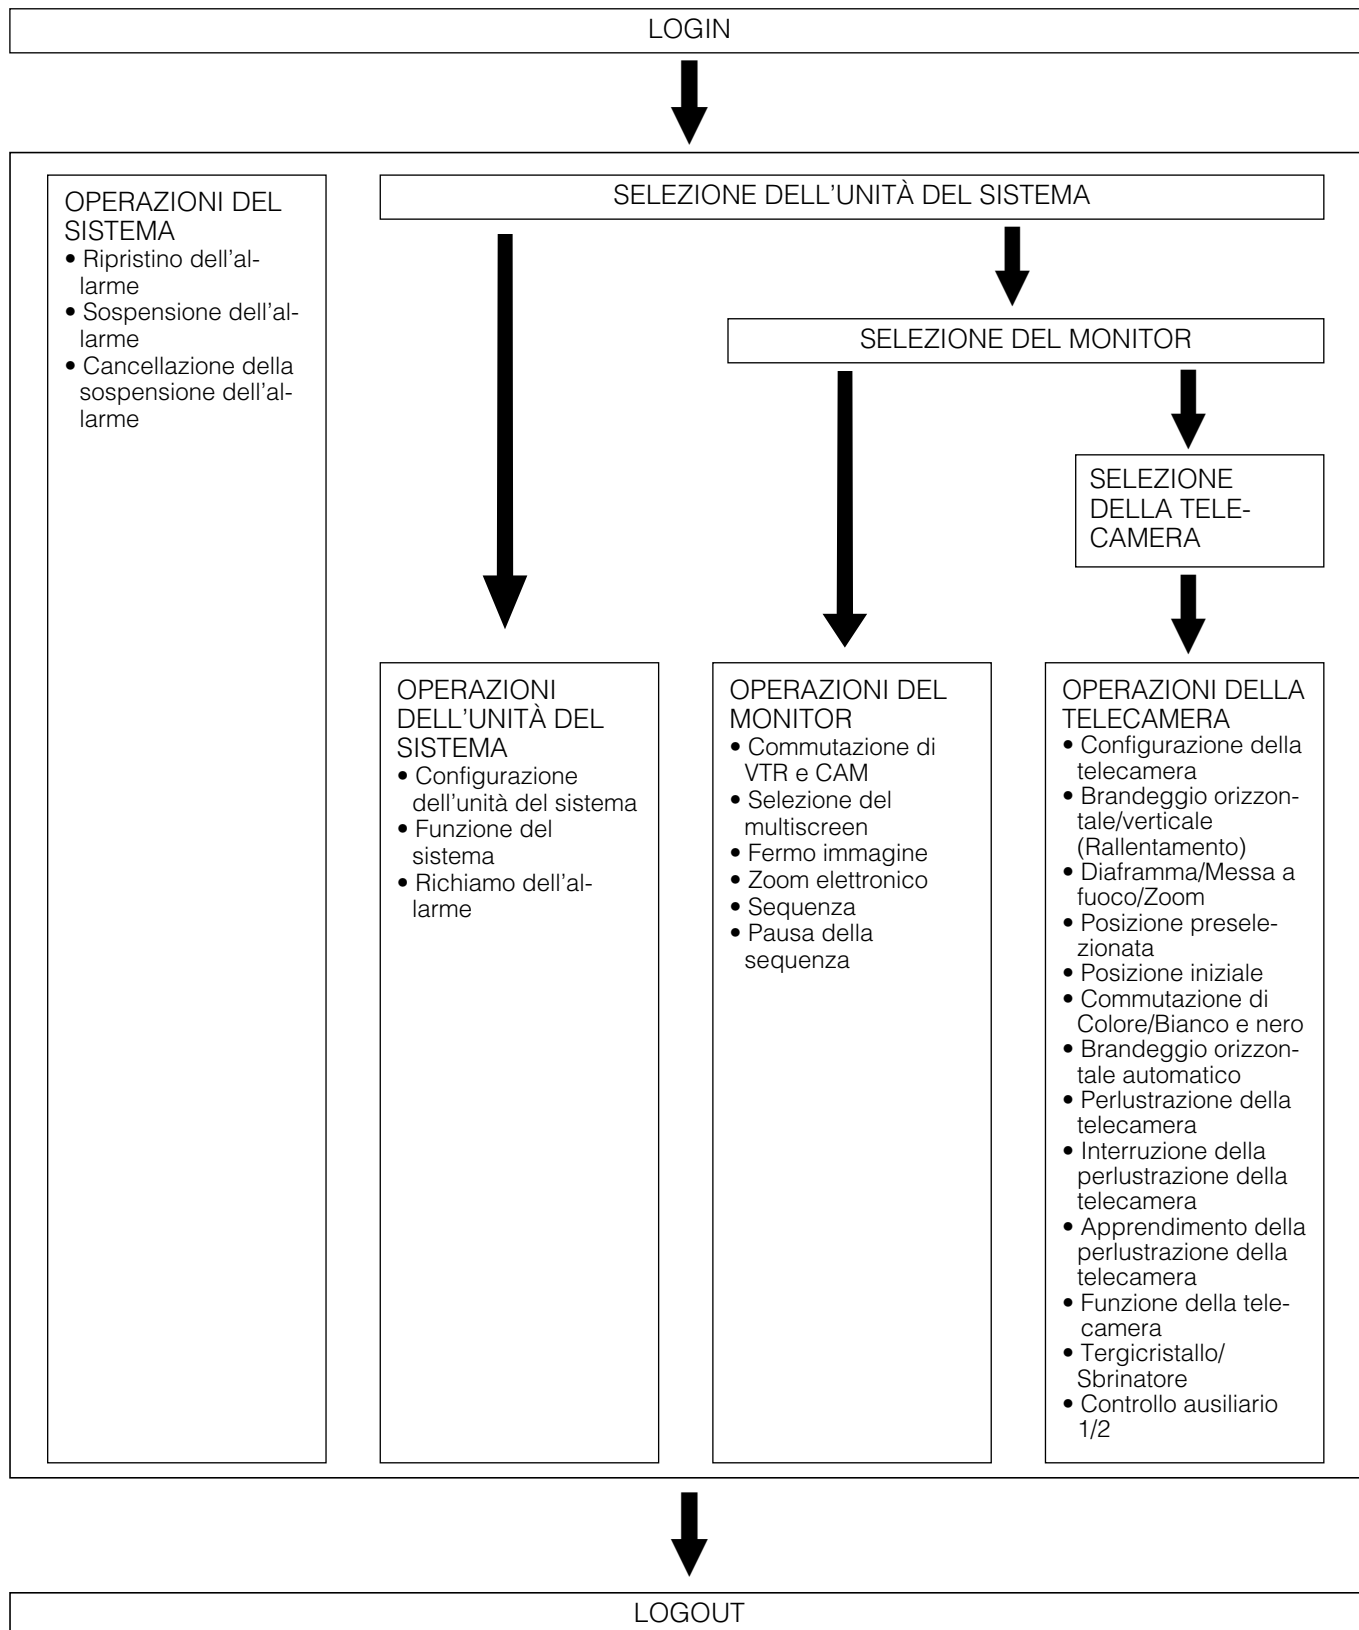 LOGIN
OPERAZIONI DEL
SISTEMA
• Ripristino dell'al-
larme
• Sospensione dell'al-
larme
• Cancellazione della
sospensione dell'al-
larme
SELEZIONE DELL'UNITÀ DEL SISTEMA
SELEZIONE DEL MONITOR
SELEZIONE
DELLA TELE-
CAMERA
OPERAZIONI
DELL'UNITÀ DEL
SISTEMA
• Configurazione
dell'unità del sistema
• Funzione del
sistema
• Richiamo dell'al-
larme
OPERAZIONI DEL
MONITOR
• Commutazione di
VTR e CAM
• Selezione del
multiscreen
• Fermo immagine
• Zoom elettronico
• Sequenza
• Pausa della
sequenza
OPERAZIONI DELLA
TELECAMERA
• Configurazione della
telecamera
• Brandeggio orizzon-
tale/verticale
(Rallentamento)
• Diaframma/Messa a
fuoco/Zoom
• Posizione presele-
zionata
• Posizione iniziale
• Commutazione di
Colore/Bianco e nero
• Brandeggio orizzon-
tale automatico
• Perlustrazione della
telecamera
• Interruzione della
perlustrazione della
telecamera
• Apprendimento della
perlustrazione della
telecamera
• Funzione della tele-
camera
• Tergicristallo/
Sbrinatore
• Controllo ausiliario
1/2
LOGOUT